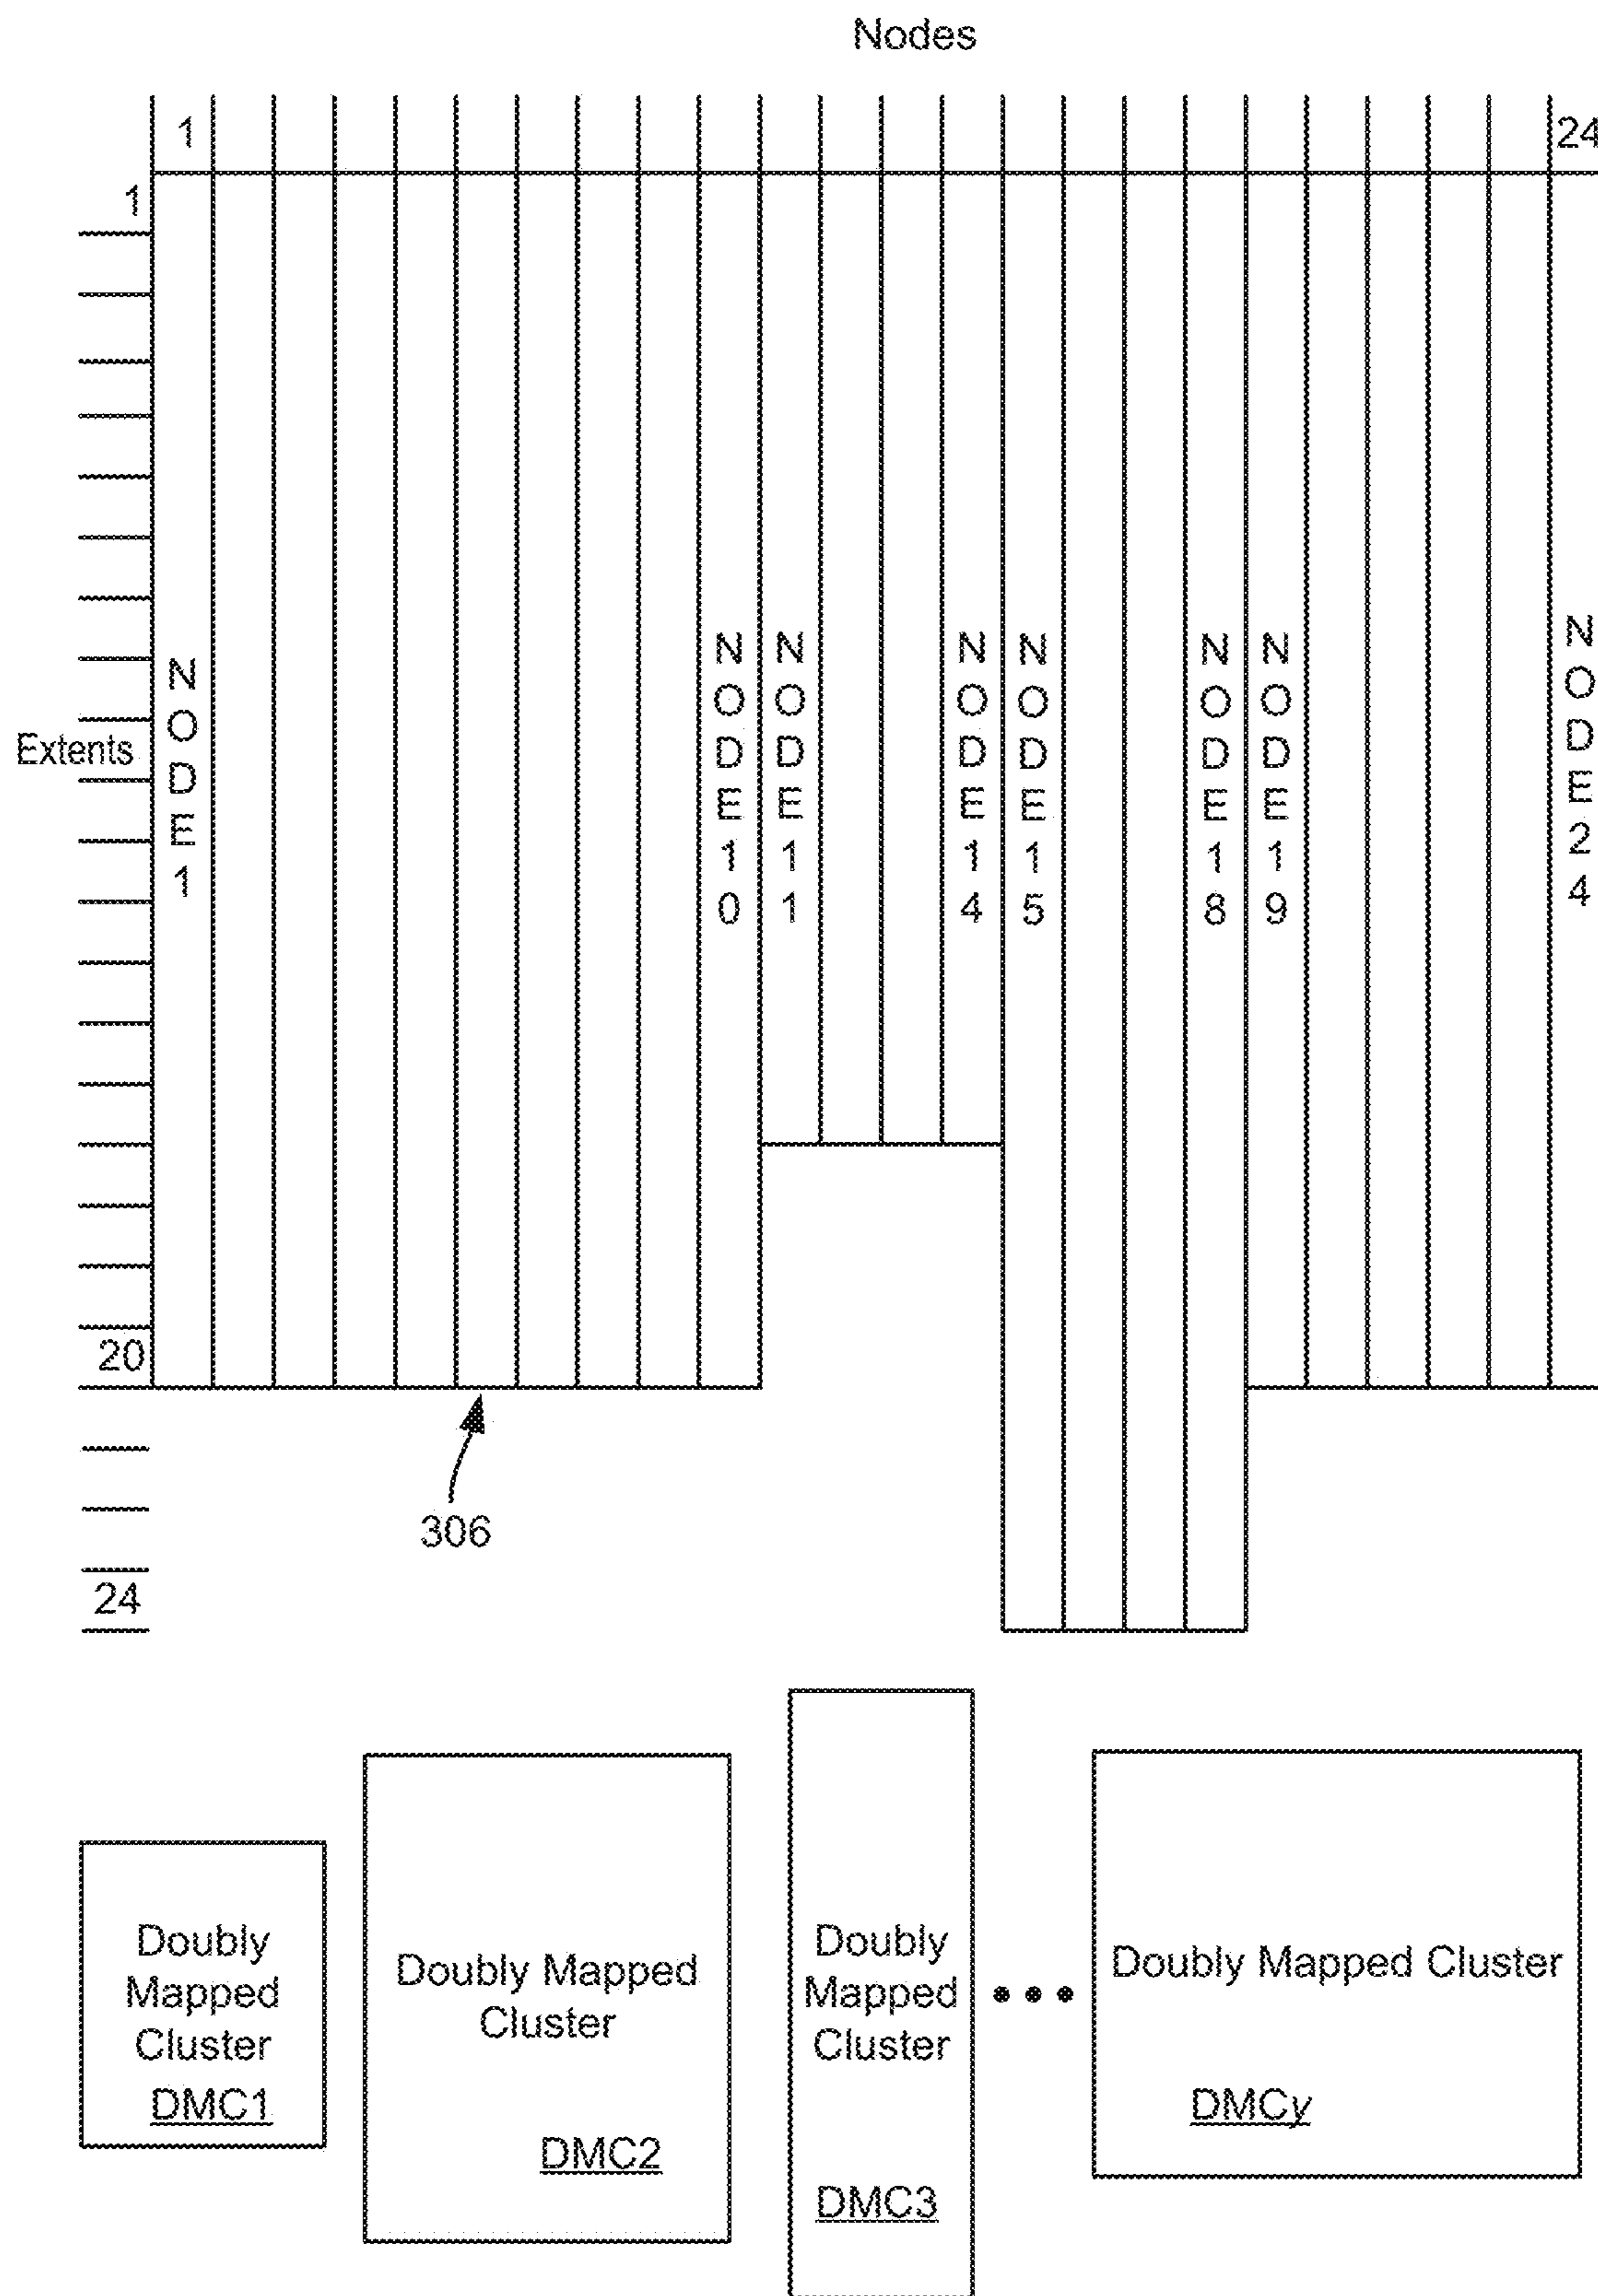 Nodes
1
24
1
Extents
NODE1
NODE10
NODE11
NODE14
NODE15
NODE18
NODE19
NODE24
20
306
24
Doubly
Mapped
Cluster
DMC1
Doubly Mapped
Cluster
DMC2
Doubly
Mapped
Cluster
DMC3
Doubly Mapped Cluster
DMCy